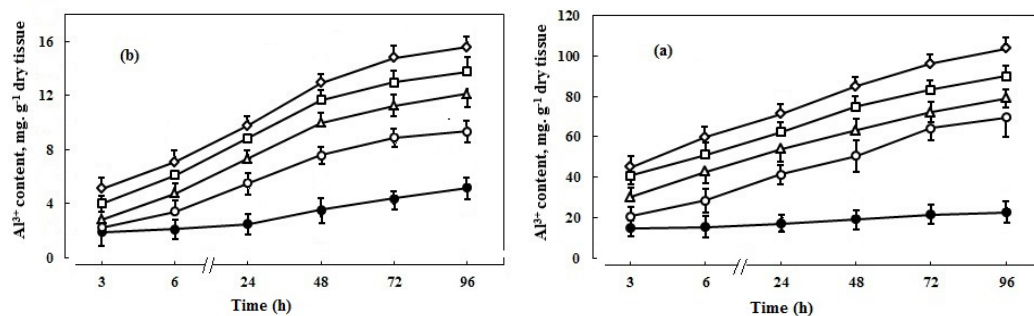 Al³⁺ content, mg. g⁻¹ dry tissue
(b)
16
12
8
4
0
3 6 24 48 72 96
Time (h)
Al³⁺ content, mg. g⁻¹ dry tissue
(a)
120
100
80
60
40
20
0
3 6 24 48 72 96
Time (h)